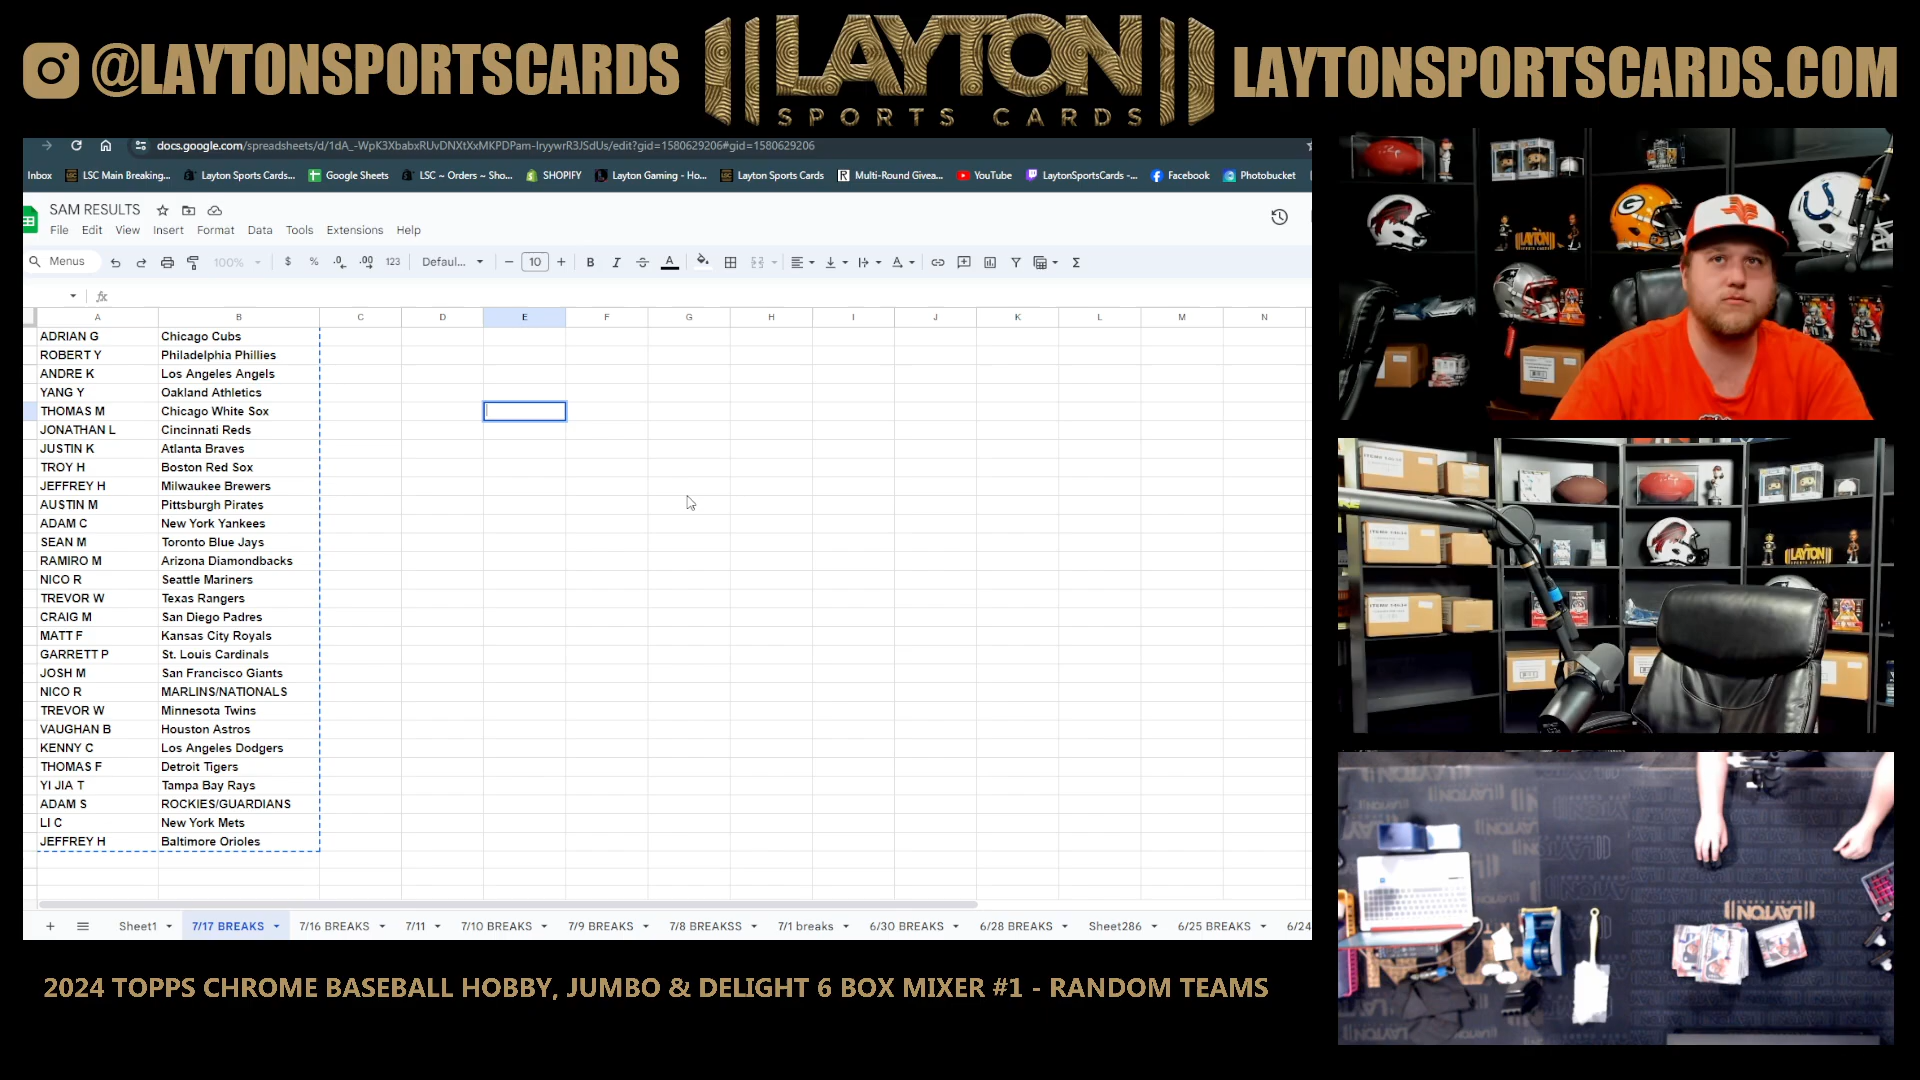 @LAYTONSPORTSCARDS
LAYTON
SPORTS CARDS
LAYTONSPORTSCARDS.COM
docs.google.com/spreadsheets/d/1dA_-WpK3XbabxRUvDNXtXxMKPDPam-IryywrR3JSdUs/edit?gid=1580629206#gid=1580629206
Inbox LSC Main Breaking... Layton Sports Cards... Google Sheets LSC ~ Orders ~ Sho... SHOPIFY Layton Gaming - Ho... Layton Sports Cards Multi-Round Givea... YouTube LaytonSportsCards -... Facebook Photobucket
SAM RESULTS
File Edit View Insert Format Data Tools Extensions Help
Menus 100% $ % .0 .00 123 Defaul... 10 B I A
fx
A B C D E F G H I J K L M N
ADRIAN G Chicago Cubs
ROBERT Y Philadelphia Phillies
ANDRE K Los Angeles Angels
YANG Y Oakland Athletics
THOMAS M Chicago White Sox
JONATHAN L Cincinnati Reds
JUSTIN K Atlanta Braves
TROY H Boston Red Sox
JEFFREY H Milwaukee Brewers
AUSTIN M Pittsburgh Pirates
ADAM C New York Yankees
SEAN M Toronto Blue Jays
RAMIRO M Arizona Diamondbacks
NICO R Seattle Mariners
TREVOR W Texas Rangers
CRAIG M San Diego Padres
MATT F Kansas City Royals
GARRETT P St. Louis Cardinals
JOSH M San Francisco Giants
NICO R MARLINS/NATIONALS
TREVOR W Minnesota Twins
VAUGHAN B Houston Astros
KENNY C Los Angeles Dodgers
THOMAS F Detroit Tigers
YI JIA T Tampa Bay Rays
ADAM S ROCKIES/GUARDIANS
LI C New York Mets
JEFFREY H Baltimore Orioles
Sheet1 7/17 BREAKS 7/16 BREAKS 7/11 7/10 BREAKS 7/9 BREAKS 7/8 BREAKSS 7/1 breaks 6/30 BREAKS 6/28 BREAKS Sheet286 6/25 BREAKS 6/24
2024 TOPPS CHROME BASEBALL HOBBY, JUMBO & DELIGHT 6 BOX MIXER #1 - RANDOM TEAMS